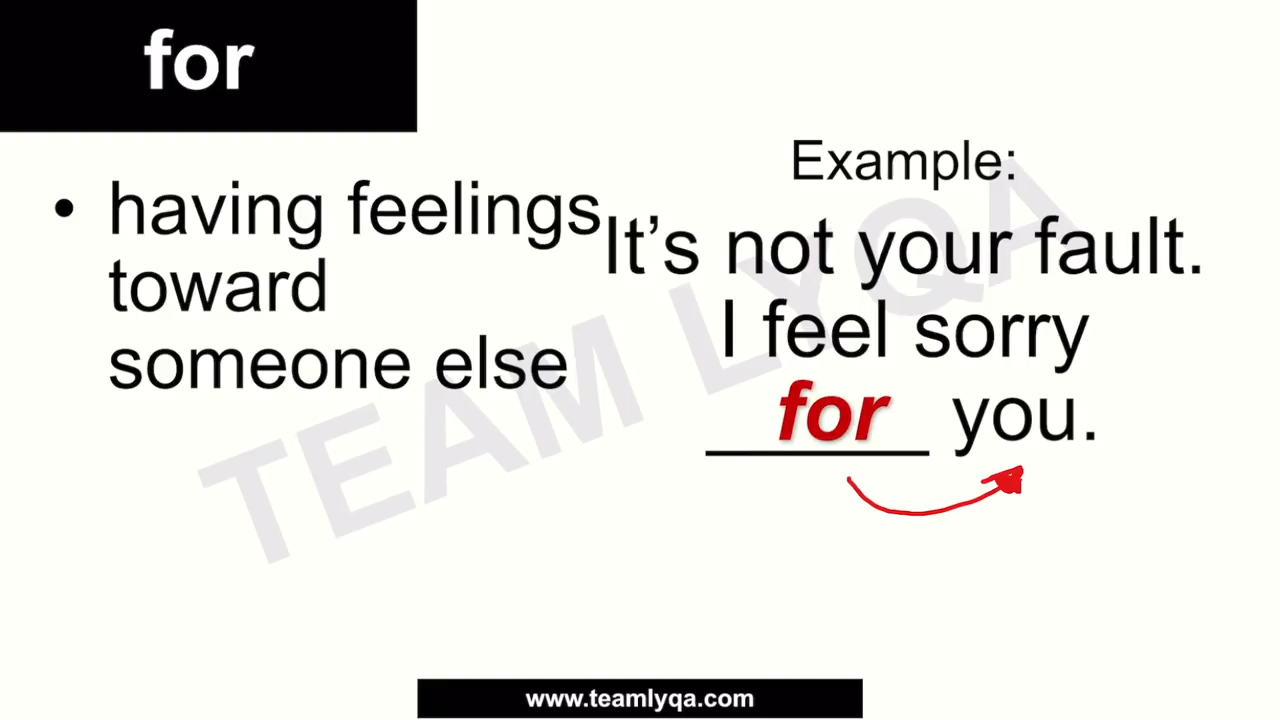 for
• having feelings
toward
someone else
Example:
It’s not your fault.
I feel sorry
for you.
TEAM LYQA
www.teamlyqa.com